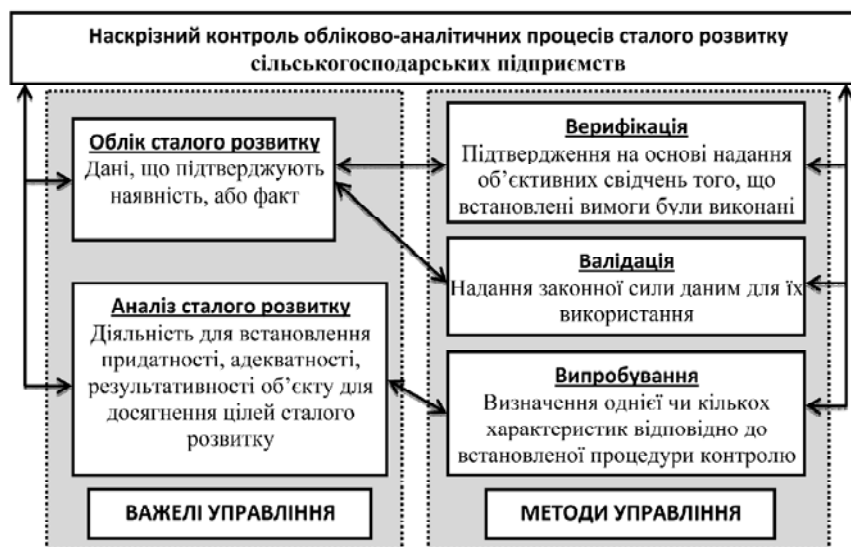 Наскрізний контроль обліково-аналітичних процесів сталого розвитку
сільськогосподарських підприємств
Облік сталого розвитку
Дані, що підтверджують
наявність, або факт
Аналіз сталого розвитку
Діяльність для встановлення
придатності, адекватності,
результативності об’єкту для
досягнення цілей сталого
розвитку
ВАЖЕЛІ УПРАВЛІННЯ
Верифікація
Підтвердження на основі надання
об’єктивних свідчень того, що
встановлені вимоги були виконані
Валідація
Надання законної сили даним для їх
використання
Випробування
Визначення однієї чи кількох
характеристик відповідно до
встановленої процедури контролю
МЕТОДИ УПРАВЛІННЯ